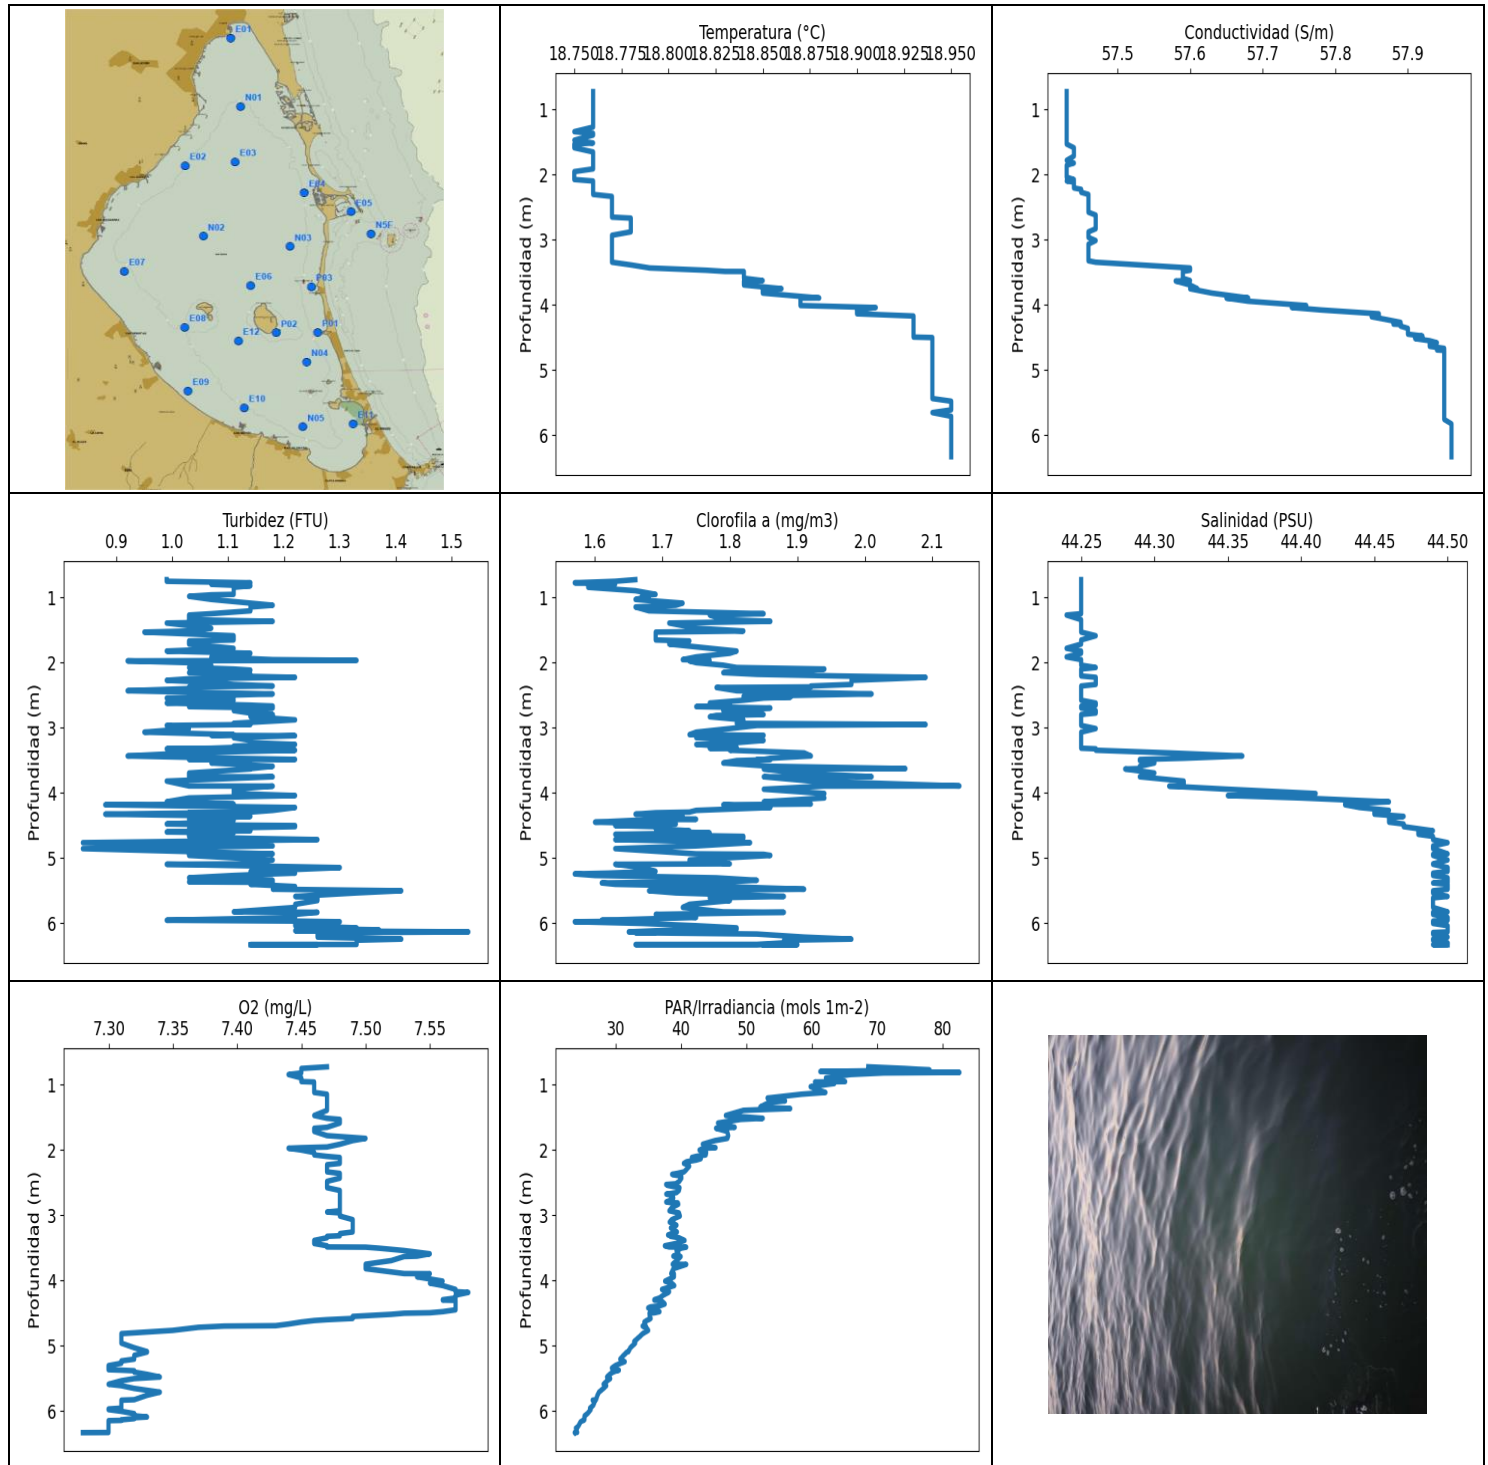 E01
N01
E03
E02
E04
E05
N5F
N02
N03
E07
E06
P03
E08
P02
P01
E12
N04
E09
E10
N05
E11
Temperatura (°C)
18.750 18.775 18.800 18.825 18.850 18.875 18.900 18.925 18.950
Profundidad (m)
1
2
3
4
5
6
Conductividad (S/m)
57.5 57.6 57.7 57.8 57.9
Profundidad (m)
1
2
3
4
5
6
Turbidez (FTU)
0.9 1.0 1.1 1.2 1.3 1.4 1.5
Profundidad (m)
1
2
3
4
5
6
Clorofila a (mg/m3)
1.6 1.7 1.8 1.9 2.0 2.1
Profundidad (m)
1
2
3
4
5
6
Salinidad (PSU)
44.25 44.30 44.35 44.40 44.45 44.50
Profundidad (m)
1
2
3
4
5
6
O2 (mg/L)
7.30 7.35 7.40 7.45 7.50 7.55
Profundidad (m)
1
2
3
4
5
6
PAR/Irradiancia (mols 1m-2)
30 40 50 60 70 80
Profundidad (m)
1
2
3
4
5
6